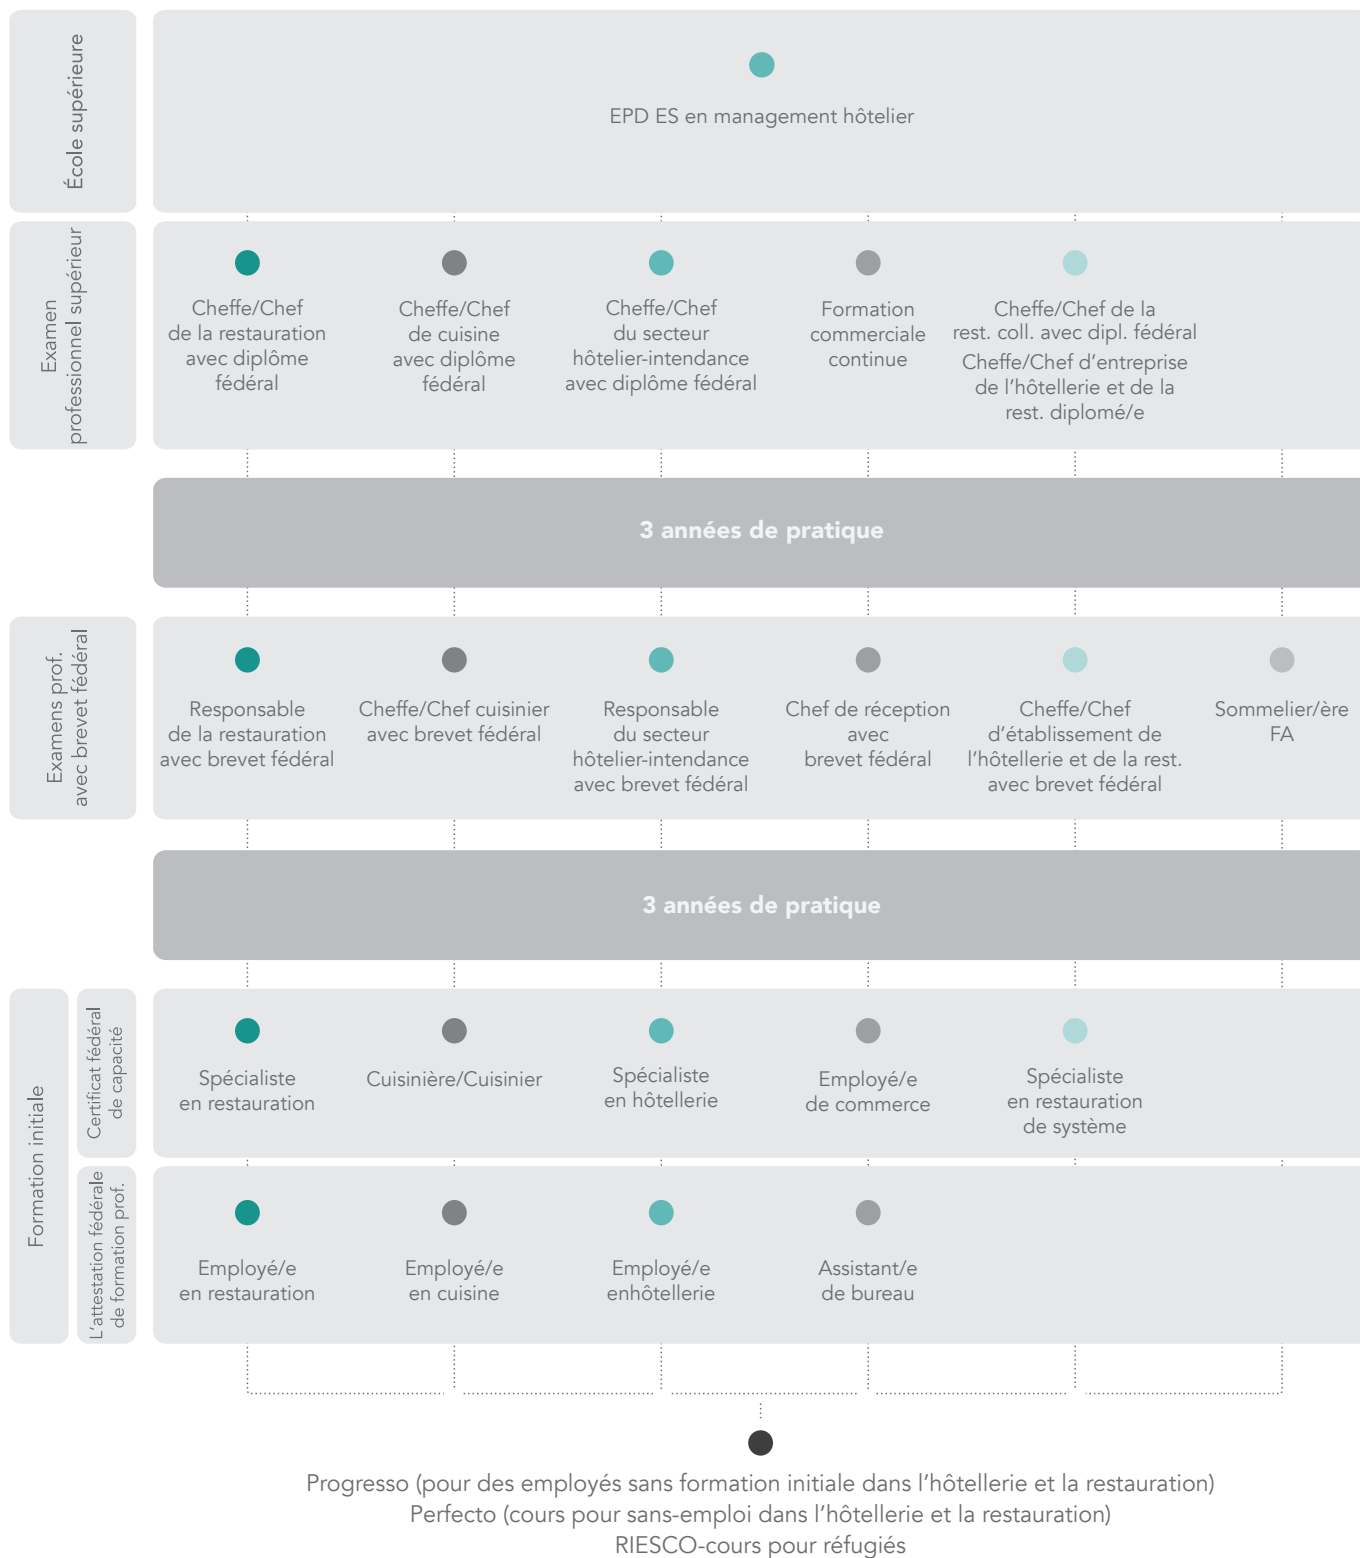 École supérieure
EPD ES en management hôtelier
Examen
professionnel supérieur
Cheffe/Chef
de la restauration
avec diplôme
fédéral
Cheffe/Chef
de cuisine
avec diplôme
fédéral
Cheffe/Chef
du secteur
hôtelier-intendance
avec diplôme fédéral
Formation
commerciale
continue
Cheffe/Chef de la
rest. coll. avec dipl. fédéral
Cheffe/Chef d’entreprise
de l’hôtellerie et de la
rest. diplomé/e
3 années de pratique
Examens prof.
avec brevet fédéral
Responsable
de la restauration
avec brevet fédéral
Cheffe/Chef cuisinier
avec brevet fédéral
Responsable
du secteur
hôtelier-intendance
avec brevet fédéral
Chef de réception
avec
brevet fédéral
Cheffe/Chef
d’établissement de
l’hôtellerie et de la rest.
avec brevet fédéral
Sommelier/ère
FA
3 années de pratique
Formation initiale
Certificat fédéral
de capacité
Spécialiste
en restauration
Cuisinière/Cuisinier
Spécialiste
en hôtellerie
Employé/e
de commerce
Spécialiste
en restauration
de système
L’attestation fédérale
de formation prof.
Employé/e
en restauration
Employé/e
en cuisine
Employé/e
enhôtellerie
Assistant/e
de bureau
Progresso (pour des employés sans formation initiale dans l’hôtellerie et la restauration)
Perfecto (cours pour sans-emploi dans l’hôtellerie et la restauration)
RIESCO-cours pour réfugiés